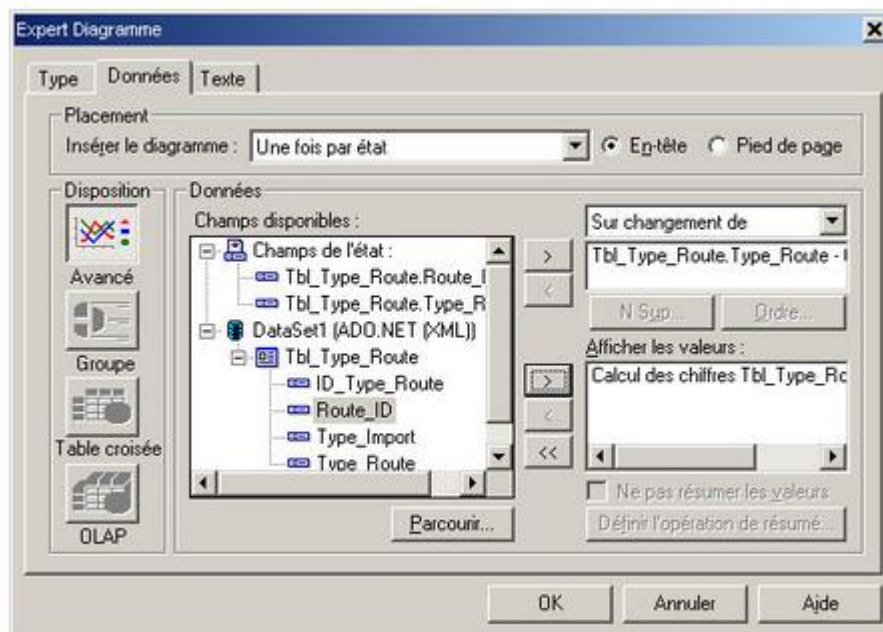 Expert Diagramme
Type Données Texte
Placement
Insérer le diagramme : Une fois par état En-tête Pied de page
Disposition
Avancé
Groupe
Table croisée
OLAP
Données
Champs disponibles :
Champs de l'état :
Tbl_Type_Route.Route_I
Tbl_Type_Route.Type_R
DataSet1 (ADO.NET (XML))
Tbl_Type_Route
ID_Type_Route
Route_ID
Type_Import
Type_Route
Parcourir...
>
<
>
<
<<
Sur changement de
Tbl_Type_Route.Type_Route -
N Sup... Ordre...
Afficher les valeurs :
Calcul des chiffres Tbl_Type_Ro
Ne pas résumer les valeurs
Définir l'opération de résumé...
OK Annuler Aide